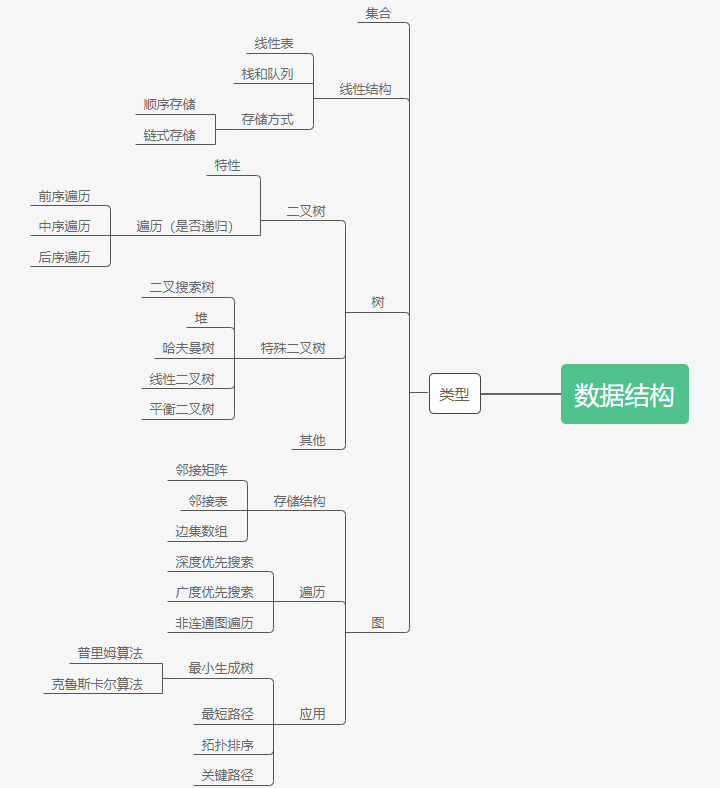 集合
线性表
栈和队列
线性结构
顺序存储
存储方式
链式存储
特性
前序遍历
二叉树
中序遍历
遍历（是否递归）
后序遍历
二叉搜索树
树
堆
哈夫曼树
特殊二叉树
线性二叉树
类型
数据结构
平衡二叉树
其他
邻接矩阵
邻接表
存储结构
边集数组
深度优先搜索
广度优先搜索
遍历
非连通图遍历
图
普里姆算法
最小生成树
克鲁斯卡尔算法
最短路径
应用
拓扑排序
关键路径